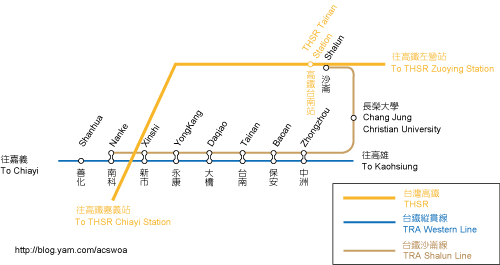 THSR Tainan
Station
高鐵台南站
Shalun
沙崙
往高鐵左營站
To THSR Zuoying Station
長榮大學
Chang Jung
Christian University
往嘉義
To Chiayi
Shanhua
善化
Nanke
南科
Xinshi
新市
YongKang
永康
Daqiao
大橋
Tainan
台南
Baoan
保安
Zhongzhou
中洲
往高雄
To Kaohsiung
往高鐵嘉義站
To THSR Chiayi Station
台灣高鐵
THSR
台鐵縱貫線
TRA Western Line
台鐵沙崙線
TRA Shalun Line
http://blog.yam.com/acswoa